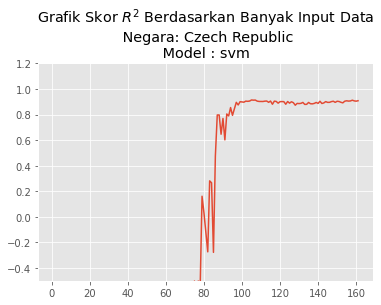 Grafik Skor R² Berdasarkan Banyak Input Data
Negara: Czech Republic
Model : svm
1.2
1.0
0.8
0.6
0.4
0.2
0.0
−0.2
−0.4
0 20 40 60 80 100 120 140 160